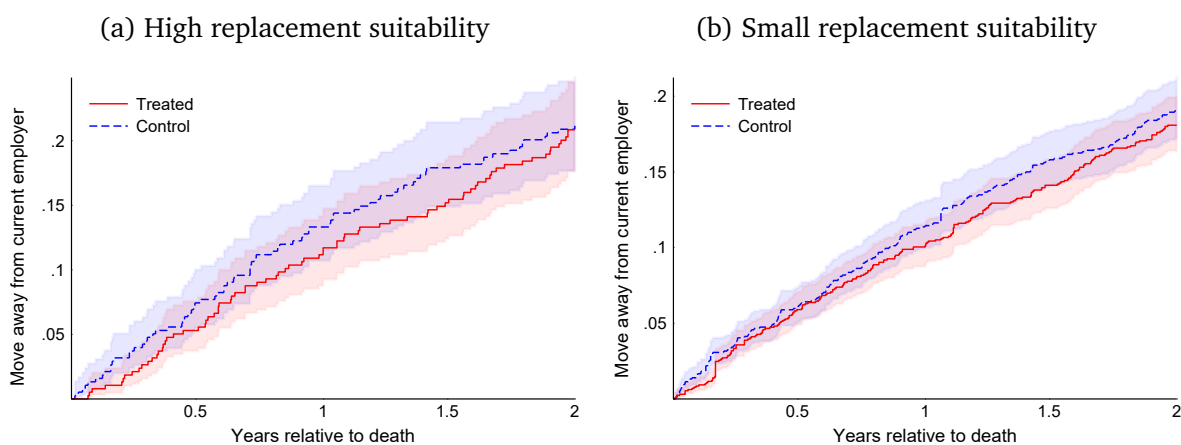 (a) High replacement suitability
Move away from current employer
.2
.15
.1
.05
Treated
Control
0.5
1
1.5
2
Years relative to death
(b) Small replacement suitability
Move away from current employer
.2
.15
.1
.05
Treated
Control
0.5
1
1.5
2
Years relative to death